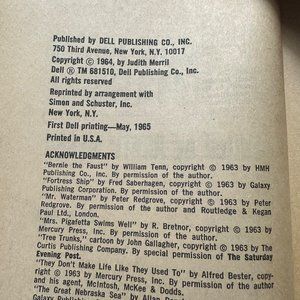 Published by DELL PUBLISHING CO., INC.
750 Third Avenue, New York, N.Y. 10017
Copyright © 1964, by Judith Merril
Dell ® TM 681510, Dell Publishing Co., Inc.
All rights reserved
Reprinted by arrangement with
Simon and Schuster, Inc.
New York, N.Y.
First Dell printing—May, 1965
Printed in U.S.A.
ACKNOWLEDGMENTS
"Bernie the Faust" by William Tenn, copyright © 1963 by HMH
Publishing Co., Inc. By permission of the author.
"Fortress Ship" by Fred Saberhagen, copyright © 1963 by Galaxy
Publishing Corporation. By permission of the author.
"Mr. Waterman" by Peter Redgrove, copyright © 1963 by Peter
Redgrove. By permission of the author and Routledge & Kegan
Paul Ltd., London.
"Mrs. Pigafetta Swims Well" by R. Bretnor, copyright © 1963 by
Mercury Press, Inc. By permission of the author.
"Tree Trunks," cartoon by John Gallagher, copyright © 1963 by The
Curtis Publishing Company. By special permission of The Saturday
Evening Post.
"They Don't Make Life Like They Used To" by Alfred Bester, copy-
right © 1963 by Mercury Press, Inc. By permission of the author
and his agent, McIntosh, McKee & Dodds.
"The Great Nebraska Sea" by Allan
Galaxy Publishing